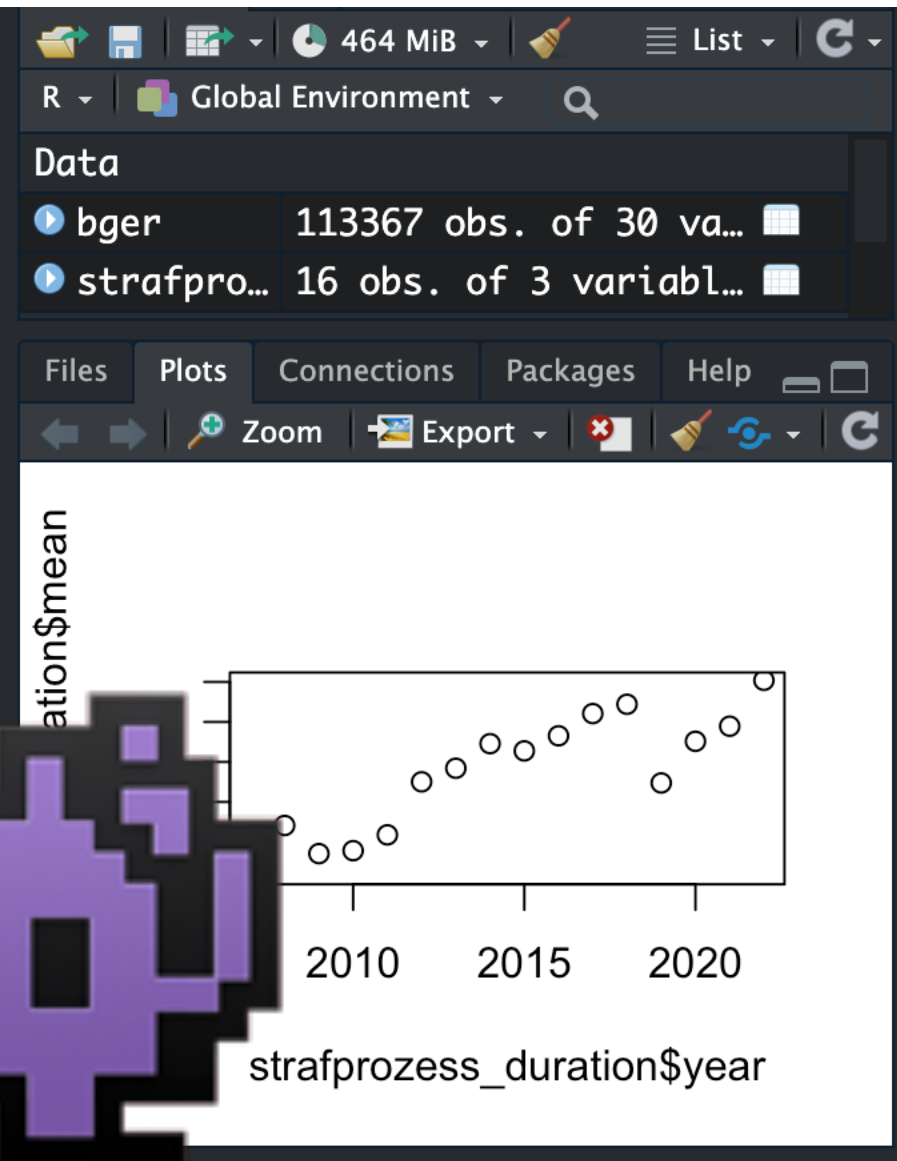 464 MiB List
R Global Environment
Data
bger 113367 obs. of 30 va…
strafpro… 16 obs. of 3 variabl…
Files Plots Connections Packages Help
Zoom Export
ation$mean
2010 2015 2020
strafprozess_duration$year